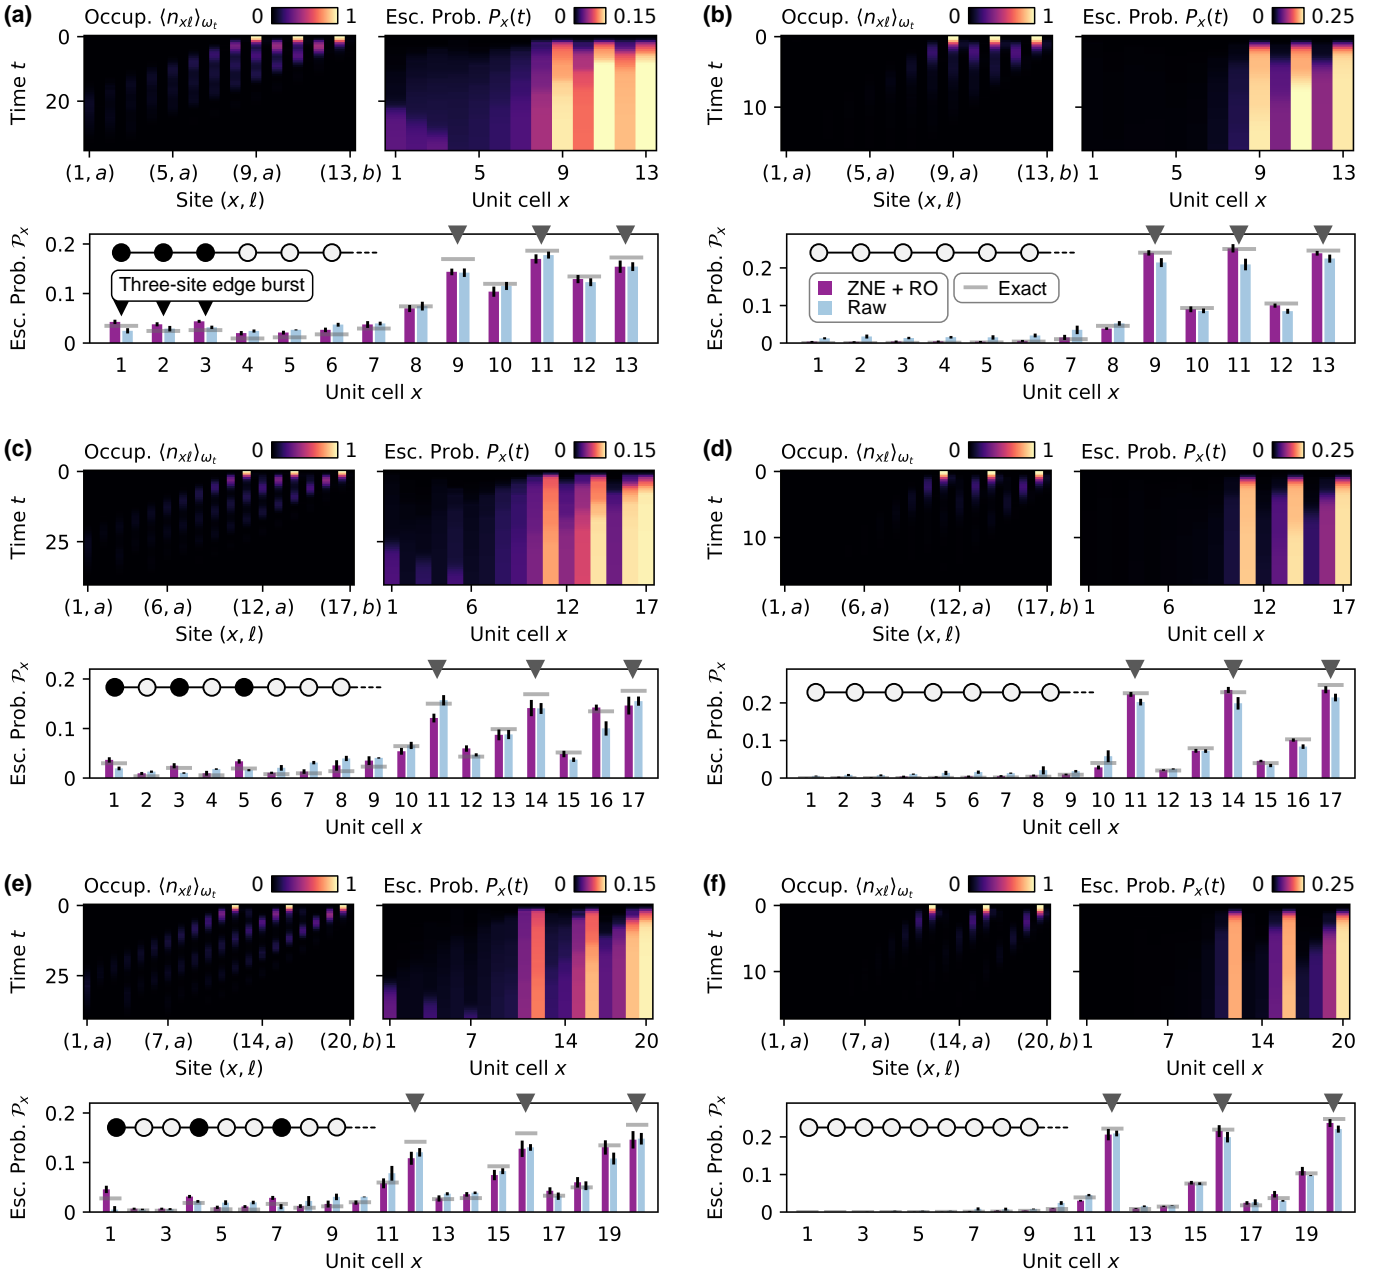 (a) Occup. ⟨n_{xℓ}⟩_{ω_t} 0 1 Esc. Prob. P_x(t) 0 0.15
Time t
0
20
(1, a) (5, a) (9, a) (13, b)
Site (x, ℓ)
1 5 9 13
Unit cell x
Esc. Prob. 𝒫_x
0.2
0.1
0
Three-site edge burst
1 2 3 4 5 6 7 8 9 10 11 12 13
Unit cell x
(b) Occup. ⟨n_{xℓ}⟩_{ω_t} 0 1 Esc. Prob. P_x(t) 0 0.25
Time t
0
10
(1, a) (5, a) (9, a) (13, b)
Site (x, ℓ)
1 5 9 13
Unit cell x
Esc. Prob. 𝒫_x
0.2
0.1
0
ZNE + RO
Raw
Exact
1 2 3 4 5 6 7 8 9 10 11 12 13
Unit cell x
(c) Occup. ⟨n_{xℓ}⟩_{ω_t} 0 1 Esc. Prob. P_x(t) 0 0.15
Time t
0
25
(1, a) (6, a) (12, a) (17, b)
Site (x, ℓ)
1 6 12 17
Unit cell x
Esc. Prob. 𝒫_x
0.2
0.1
0
1 2 3 4 5 6 7 8 9 10 11 12 13 14 15 16 17
Unit cell x
(d) Occup. ⟨n_{xℓ}⟩_{ω_t} 0 1 Esc. Prob. P_x(t) 0 0.25
Time t
0
10
(1, a) (6, a) (12, a) (17, b)
Site (x, ℓ)
1 6 12 17
Unit cell x
Esc. Prob. 𝒫_x
0.2
0.1
0
1 2 3 4 5 6 7 8 9 10 11 12 13 14 15 16 17
Unit cell x
(e) Occup. ⟨n_{xℓ}⟩_{ω_t} 0 1 Esc. Prob. P_x(t) 0 0.15
Time t
0
25
(1, a) (7, a) (14, a) (20, b)
Site (x, ℓ)
1 7 14 20
Unit cell x
Esc. Prob. 𝒫_x
0.2
0.1
0
1 3 5 7 9 11 13 15 17 19
Unit cell x
(f) Occup. ⟨n_{xℓ}⟩_{ω_t} 0 1 Esc. Prob. P_x(t) 0 0.25
Time t
0
10
(1, a) (7, a) (14, a) (20, b)
Site (x, ℓ)
1 7 14 20
Unit cell x
Esc. Prob. 𝒫_x
0.2
0.1
0
1 3 5 7 9 11 13 15 17 19
Unit cell x